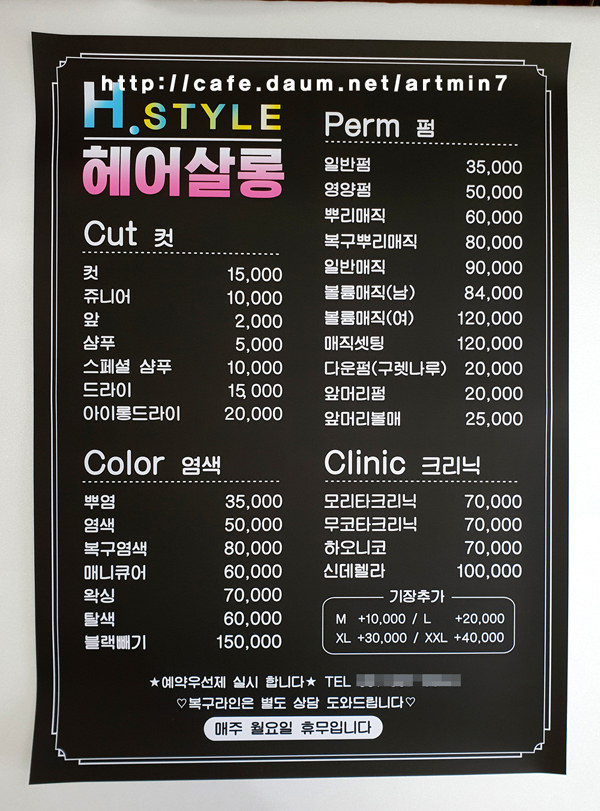 http://cafe.daum.net/artmin7
H.STYLE
헤어살롱
Cut 컷
컷 15,000
쥬니어 10,000
앞 2,000
샴푸 5,000
스페셜 샴푸 10,000
드라이 15,000
아이롱드라이 20,000
Color 염색
뿌염 35,000
염색 50,000
복구염색 80,000
매니큐어 60,000
왁싱 70,000
탈색 60,000
블랙빼기 150,000
Perm 펌
일반펌 35,000
영양펌 50,000
뿌리매직 60,000
복구뿌리매직 80,000
일반매직 90,000
볼륨매직(남) 84,000
볼륨매직(여) 120,000
매직셋팅 120,000
다운펌(구렛나루) 20,000
앞머리펌 20,000
앞머리볼매 25,000
Clinic 크리닉
모리타크리닉 70,000
무코타크리닉 70,000
하오니코 70,000
신데렐라 100,000
기장추가
M +10,000 / L +20,000
XL +30,000 / XXL +40,000
★예약우선제 실시 합니다★ TEL
♡복구라인은 별도 상담 도와드립니다♡
매주 월요일 휴무입니다